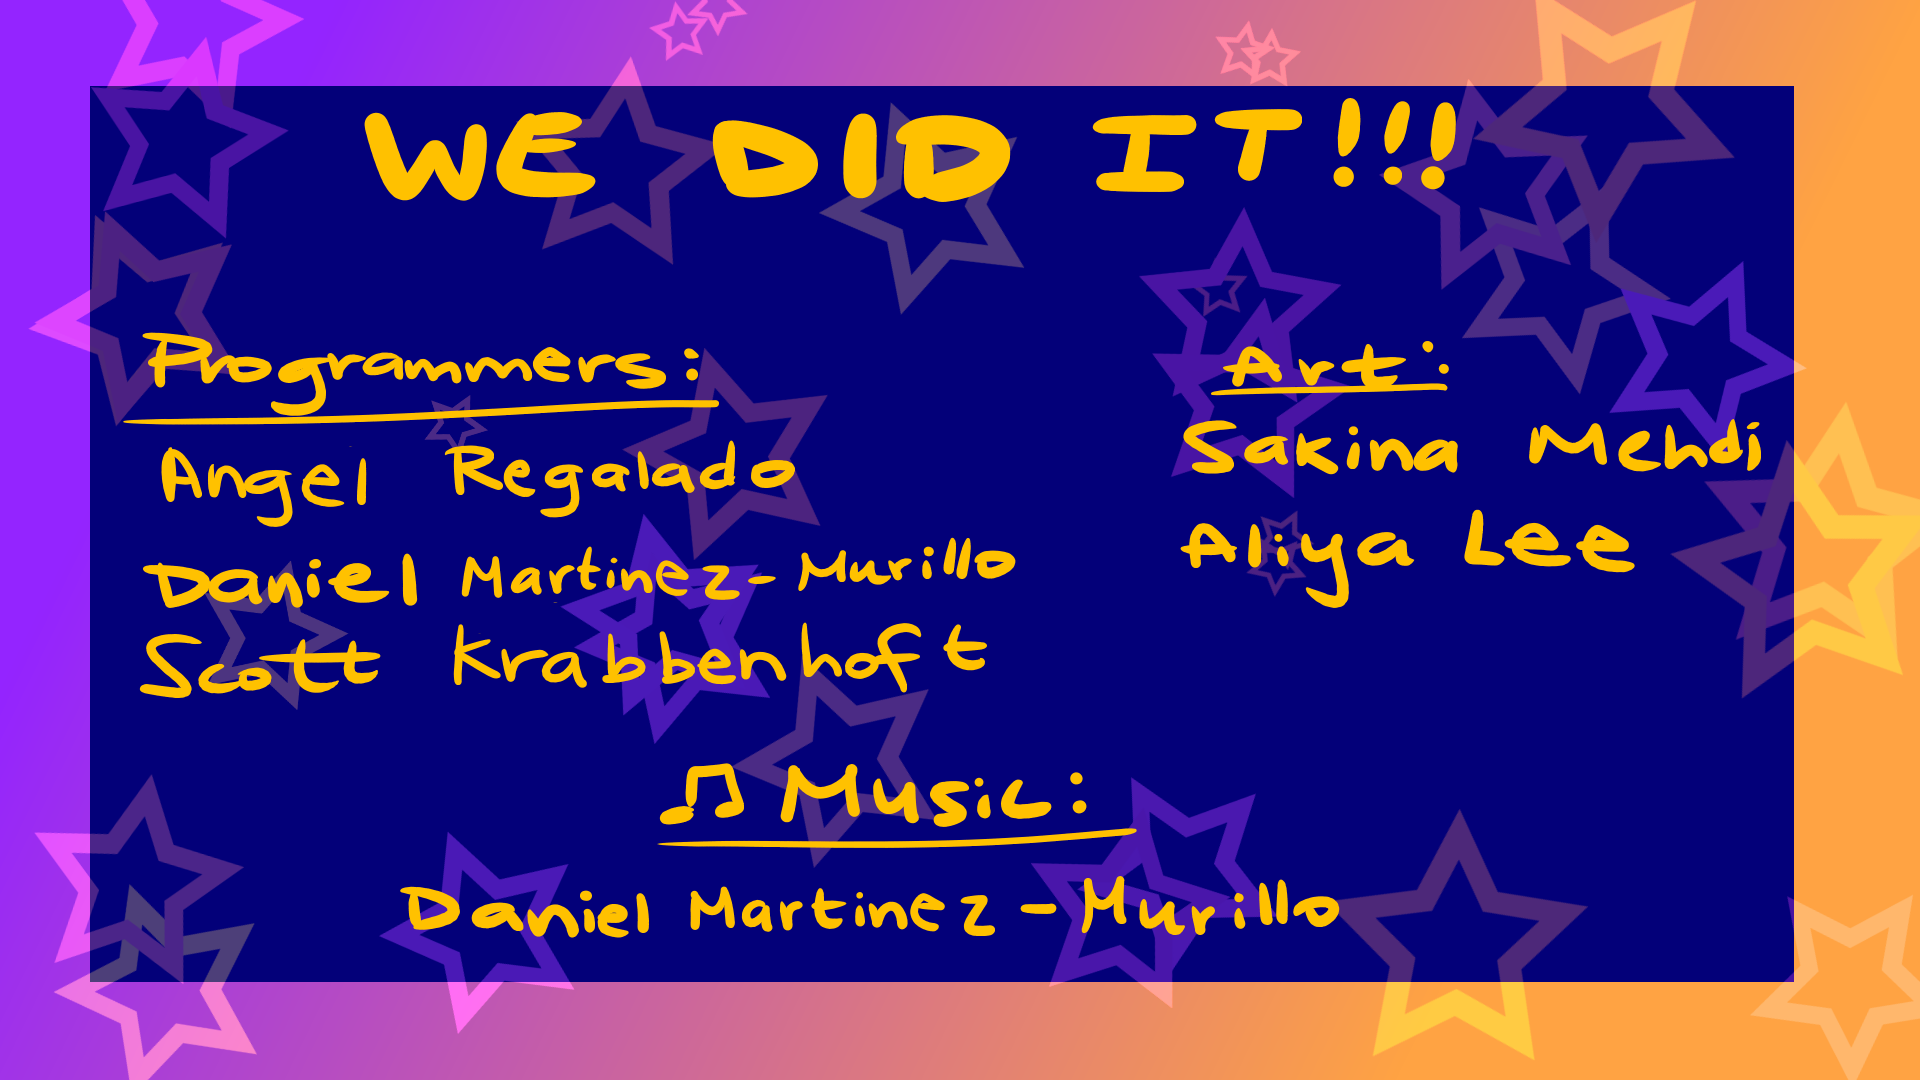 WE DID IT!!!
Programmers:
Angel Regalado
Daniel Martinez-Murillo
Scott Krabbenhoft
Art:
Sakina Mehdi
Aliya Lee
♫ Music:
Daniel Martinez-Murillo